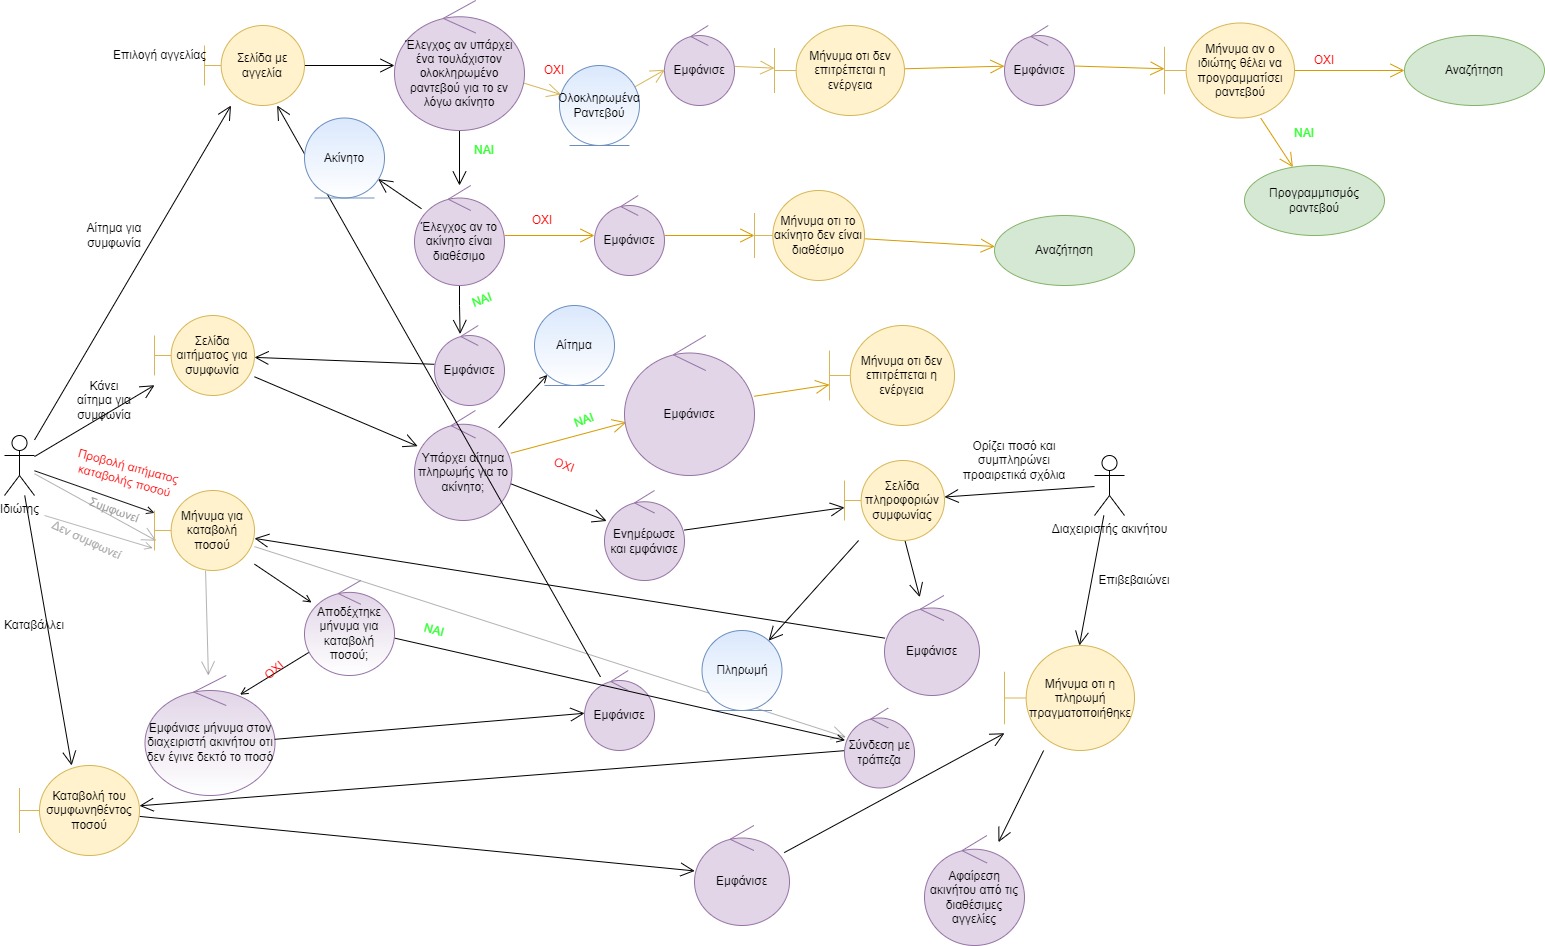 Επιλογή αγγελίας
Σελίδα με
αγγελία
Έλεγχος αν υπάρχει
ένα τουλάχιστον
ολοκληρωμένο
ραντεβού για το εν
λόγω ακίνητο
ΟΧΙ
Ολοκληρωμένα
Ραντεβού
Εμφάνισε
Μήνυμα οτι δεν
επιτρέπεται η
ενέργεια
Εμφάνισε
Μήνυμα αν ο
ιδιώτης θέλει να
προγραμματίσει
ραντεβού
ΟΧΙ
Αναζήτηση
ΝΑΙ
Προγραμμτισμός
ραντεβού
ΝΑΙ
Ακίνητο
Αίτημα για
συμφωνία
Έλεγχος αν το
ακίνητο είναι
διαθέσιμο
ΟΧΙ
Εμφάνισε
Μήνυμα οτι το
ακίνητο δεν είναι
διαθέσιμο
Αναζήτηση
ΝΑΙ
Σελίδα
αιτήματος για
συμφωνία
Εμφάνισε
Αίτημα
Εμφάνισε
Μήνυμα οτι δεν
επιτρέπεται η
ενέργεια
Κάνει
αίτημα για
συμφωνία
ΝΑΙ
Υπάρχει αίτημα
πληρωμής για το
ακίνητο;
ΟΧΙ
Προβολή αιτήματος
καταβολής ποσού
Συμφωνεί
Δεν συμφωνεί
Ιδιώτης
Μήνυμα για
καταβολή
ποσού
Ενημέρωσε
και εμφάνισε
Σελίδα
πληροφοριών
συμφωνίας
Ορίζει ποσό και
συμπληρώνει
προαιρετικά σχόλια
Διαχειριστής ακινήτου
Επιβεβαιώνει
Καταβάλλει
Αποδέχτηκε
μήνυμα για
καταβολή
ποσού;
ΝΑΙ
ΟΧΙ
Εμφάνισε
Πληρωμή
Μήνυμα οτι η
πληρωμή
πραγματοποιήθηκε
Εμφάνισε μήνυμα στον
διαχειριστή ακινήτου οτι
δεν έγινε δεκτό το ποσό
Εμφάνισε
Σύνδεση με
τράπεζα
Καταβολή του
συμφωνηθέντος
ποσού
Εμφάνισε
Αφαίρεση
ακινήτου από τις
διαθέσιμες
αγγελίες